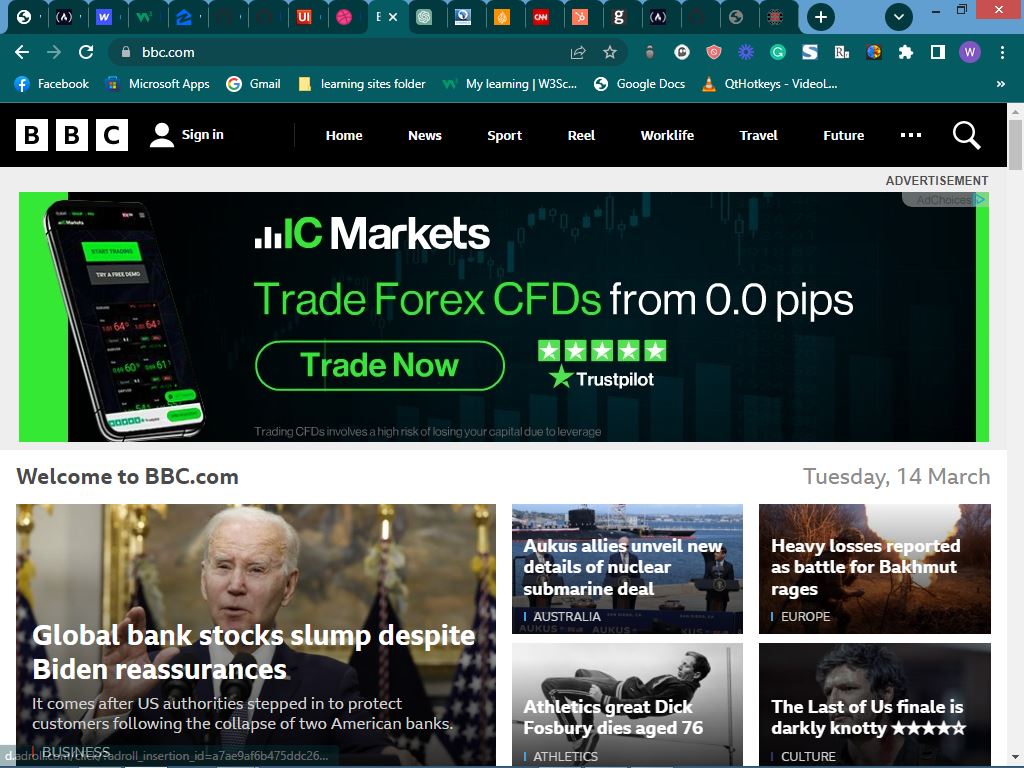 bbc.com
Facebook
Microsoft Apps
Gmail
learning sites folder
My learning | W3Sc...
Google Docs
QtHotkeys - VideoL...
»
BBC
Sign in
Home
News
Sport
Reel
Worklife
Travel
Future
ADVERTISEMENT
AdChoices
IC Markets
Trade Forex CFDs from 0.0 pips
START TRADING
TRY A FREE DEMO
Trade Now
Trustpilot
Trading CFDs involves a high risk of losing your capital due to leverage
Welcome to BBC.com
Tuesday, 14 March
Global bank stocks slump despite
Biden reassurances
It comes after US authorities stepped in to protect
customers following the collapse of two American banks.
BUSINESS
Aukus allies unveil new
details of nuclear
submarine deal
AUSTRALIA
Heavy losses reported
as battle for Bakhmut
rages
EUROPE
Athletics great Dick
Fosbury dies aged 76
ATHLETICS
The Last of Us finale is
darkly knotty ★★★★☆
CULTURE
d.adroll.com/click/?adroll_insertion_id=a7ae9af6b475ddc26...